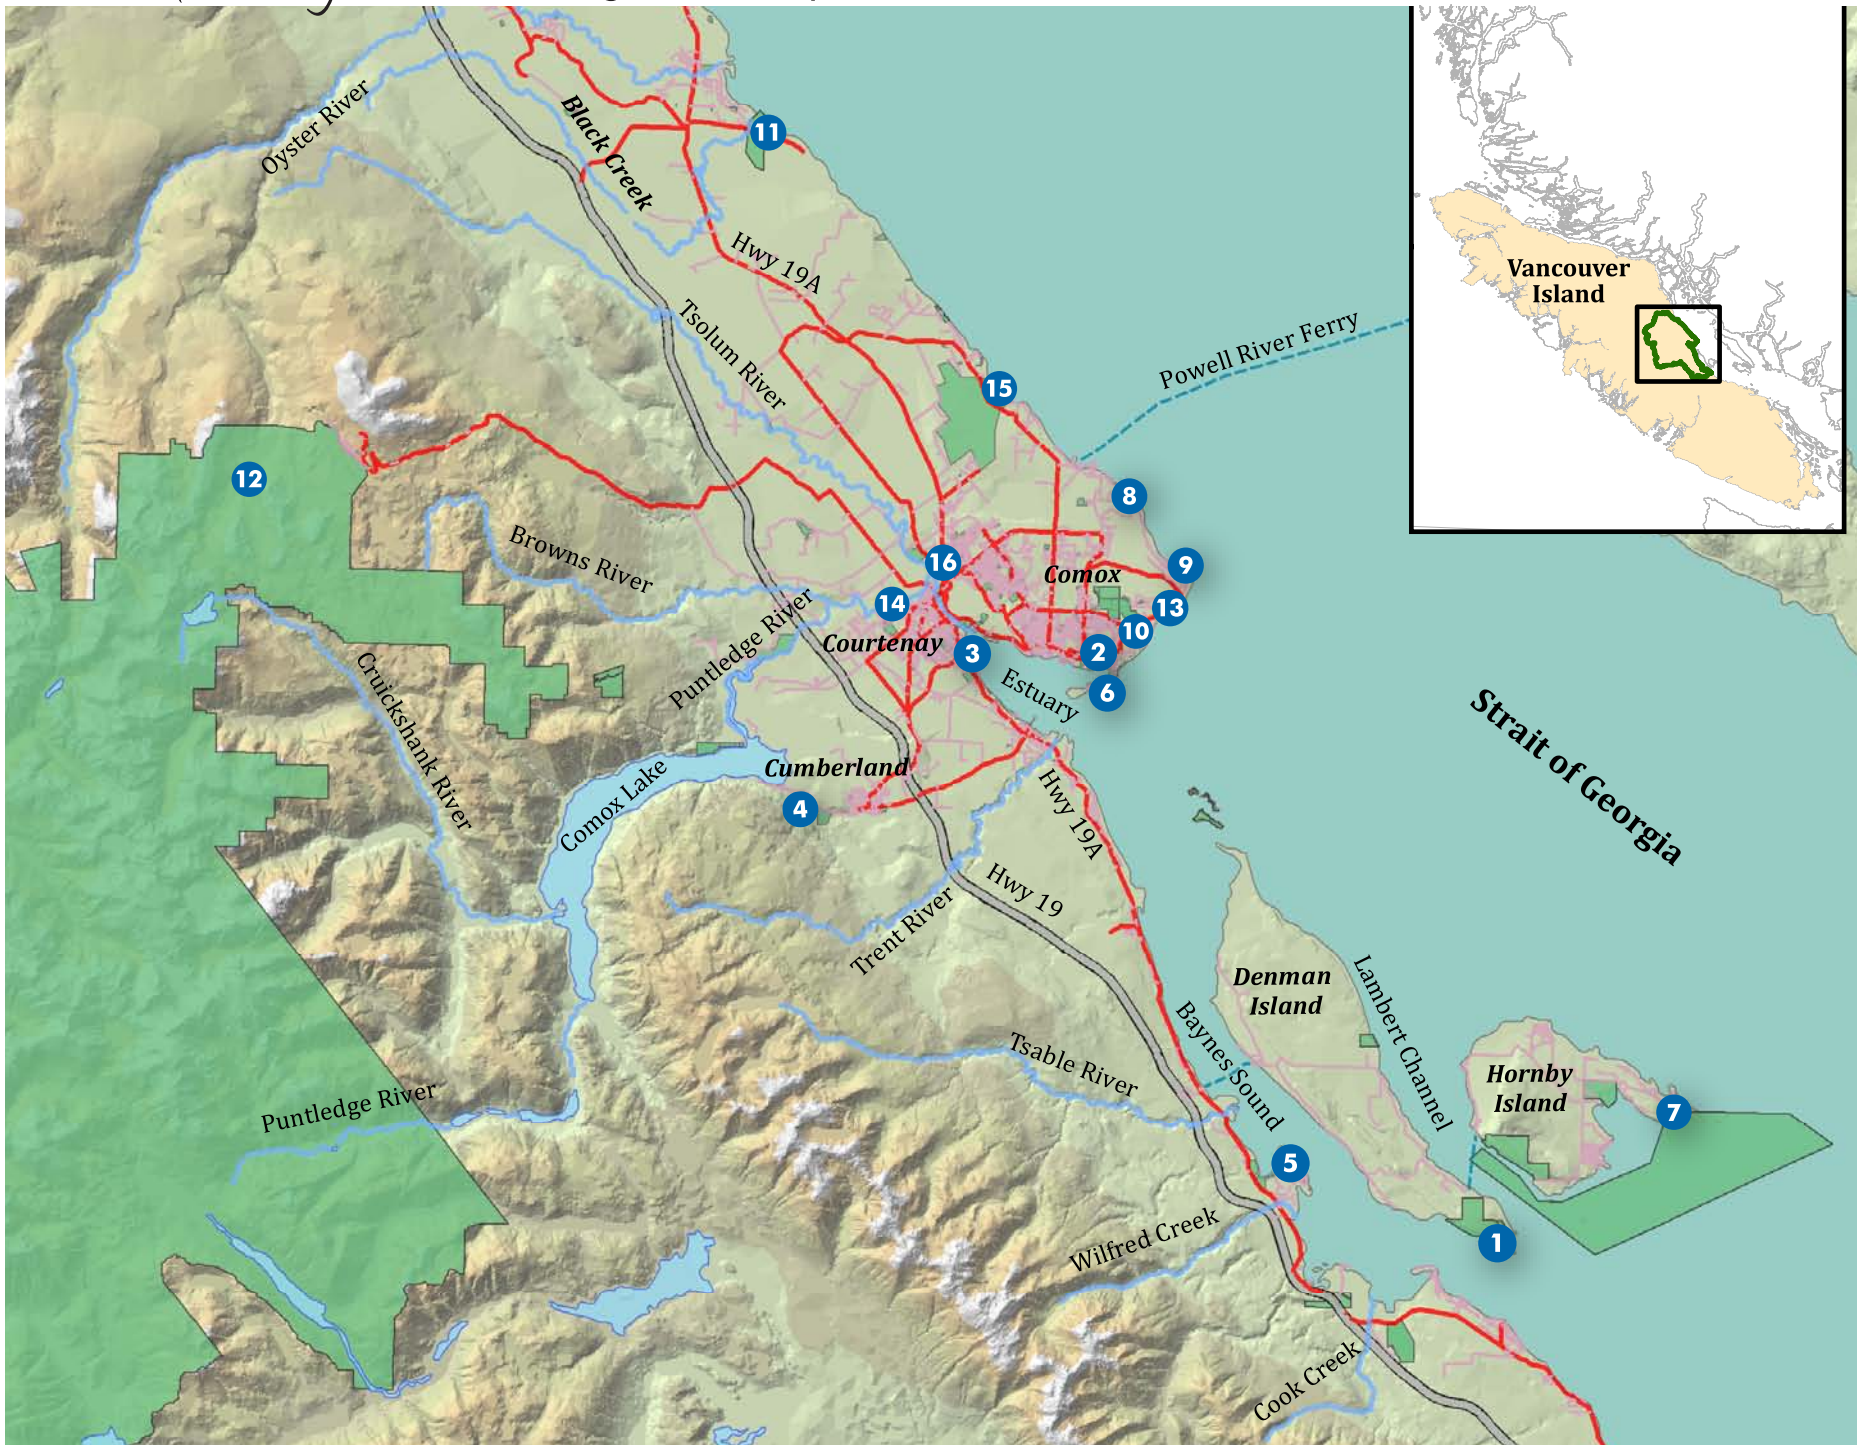 Oyster River
Black Creek
11
Hwy 19A
Vancouver
Island
Tsolum River
Powell River Ferry
15
12
8
Browns River
16
9
Comox
14
13
Puntledge River
Courtenay
10
3
2
Estuary
6
Cruickshank River
Strait of Georgia
Comox Lake
Cumberland
4
Hwy 19A
Hwy 19
Trent River
Denman
Island
Lambert Channel
Baynes Sound
Tsable River
Hornby
Island
Puntledge River
7
5
Wilfred Creek
1
Cook Creek